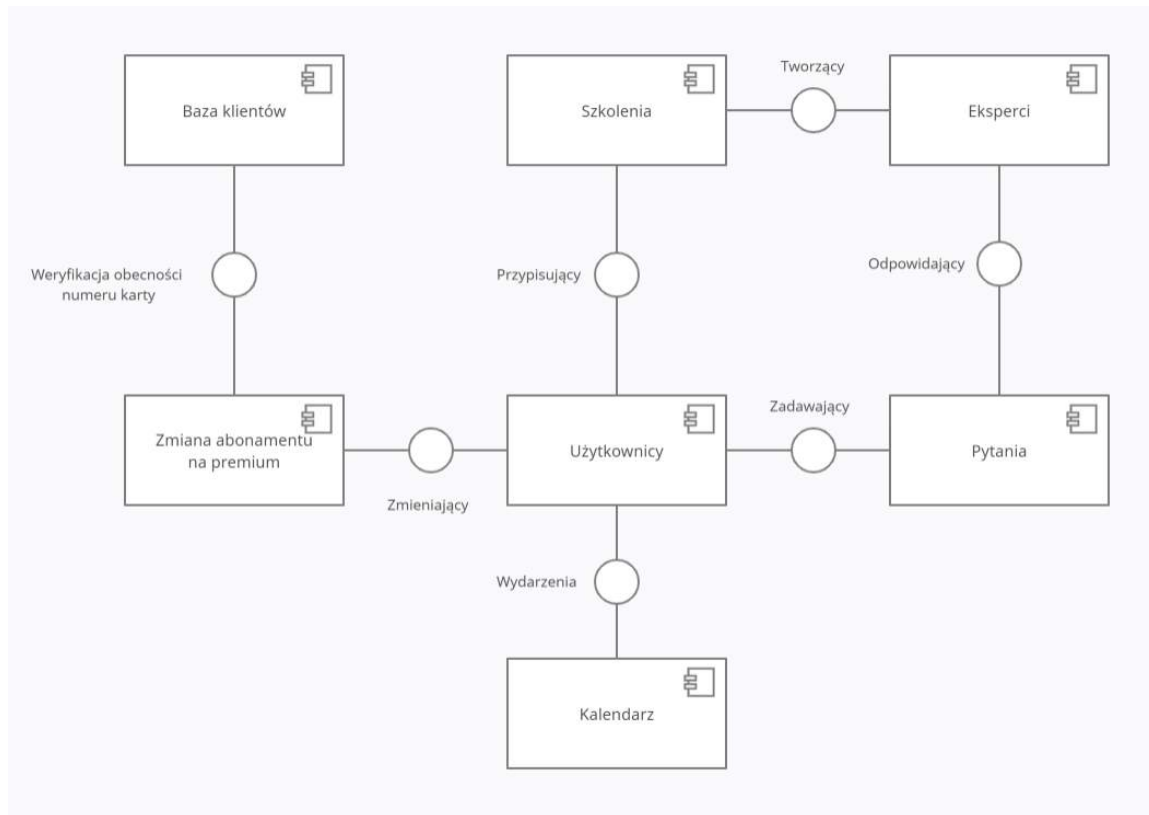 Tworzący
Baza klientów
Szkolenia
Eksperci
Weryfikacja obecności
numeru karty
Przypisujący
Odpowidający
Zmiana abonamentu
na premium
Zmieniający
Użytkownicy
Zadawający
Pytania
Wydarzenia
Kalendarz